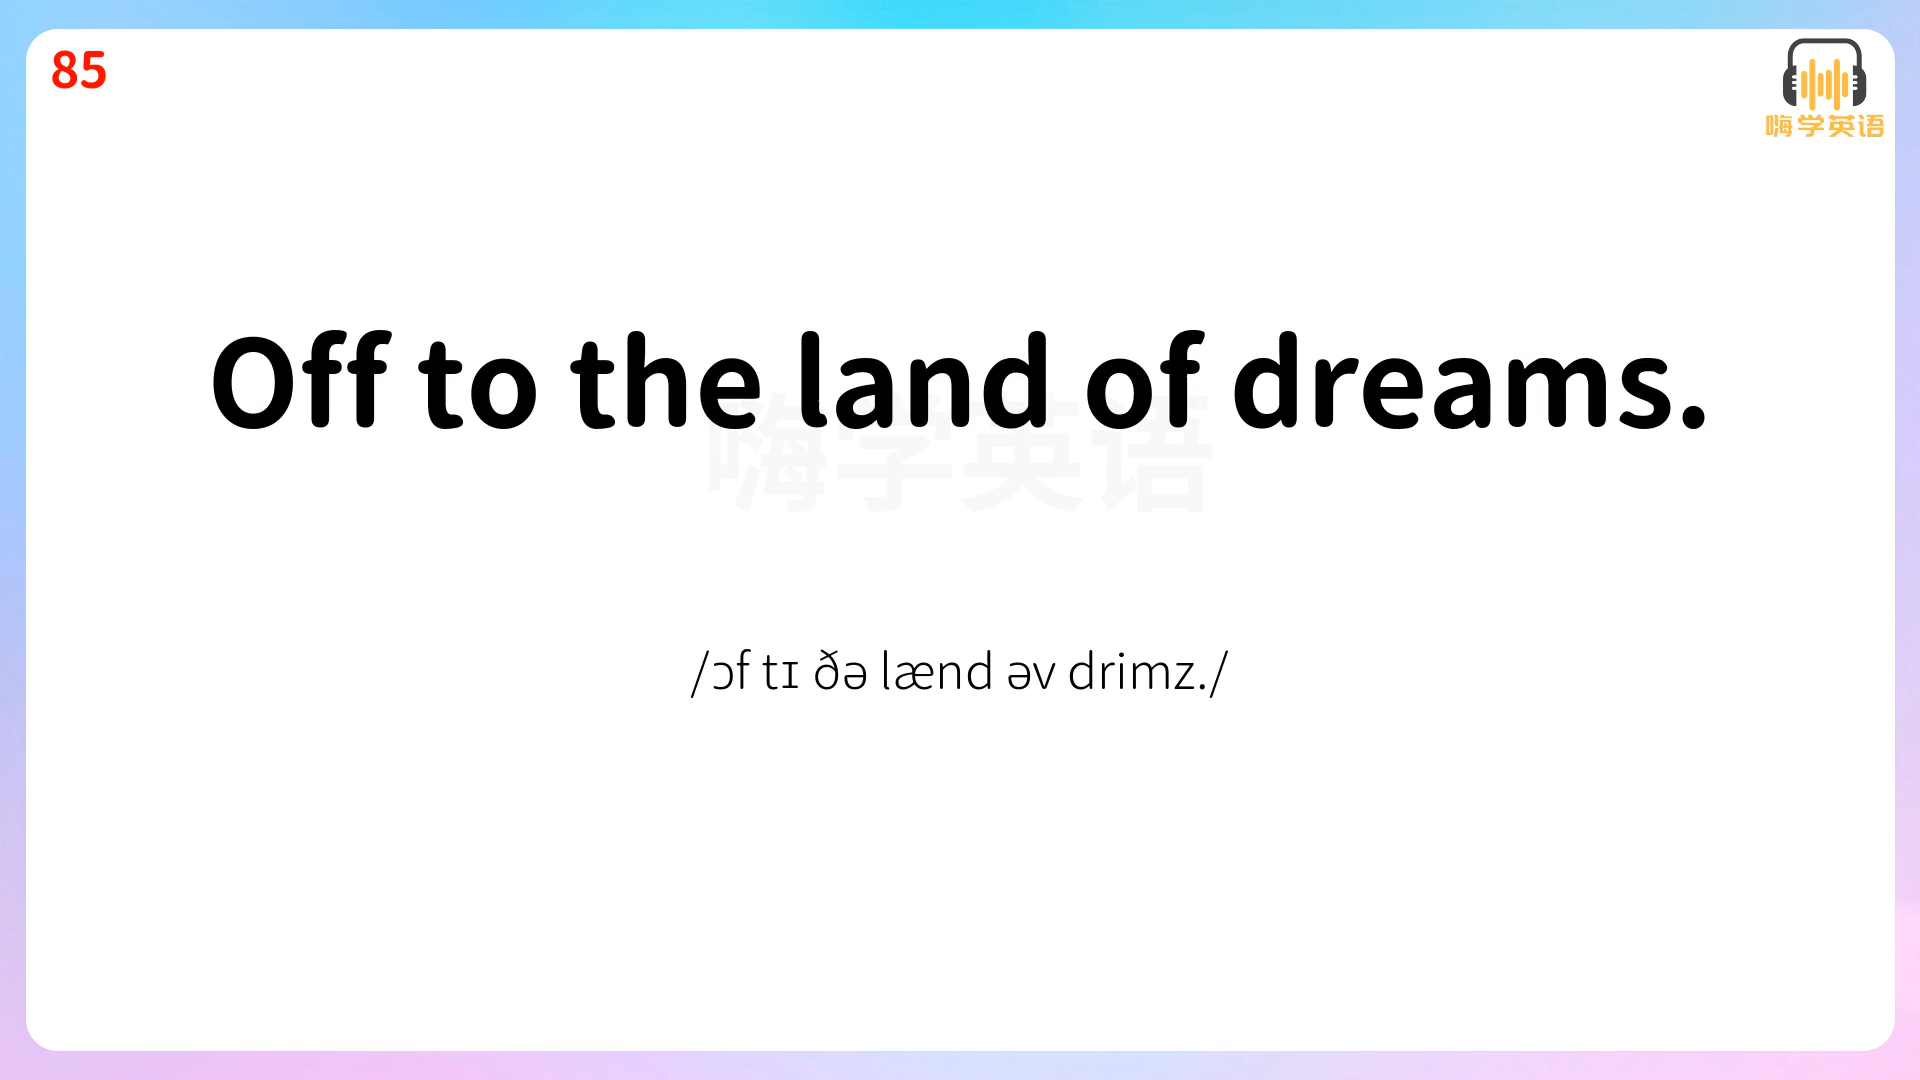 85
嗨学英语
Off to the land of dreams.
嗨学英语
/ɔf tɪ ðə lænd əv drimz./